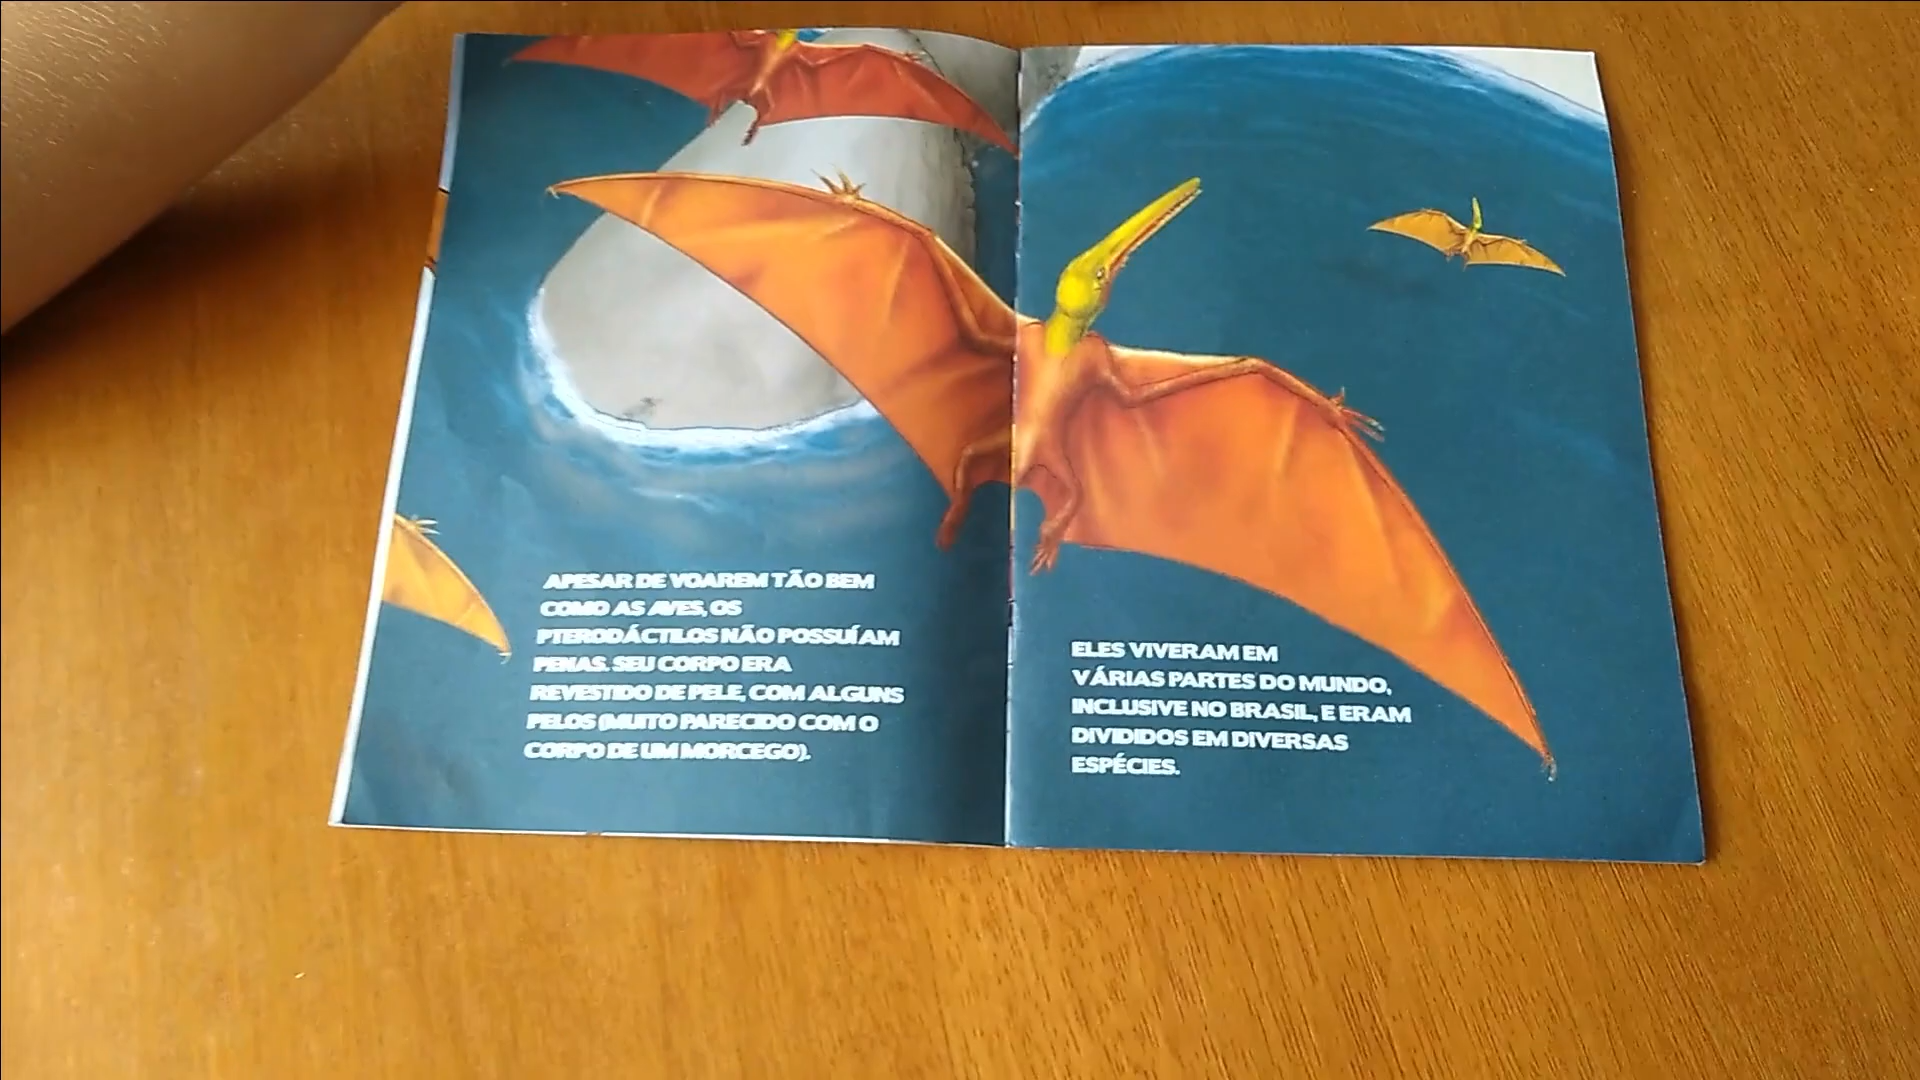 APESAR DE VOAREM TÃO BEM
COMO AS AVES, OS
PTERODÁCTILOS NÃO POSSUÍAM
PENAS. SEU CORPO ERA
REVESTIDO DE PELE, COM ALGUNS
PELOS (MUITO PARECIDO COM O
CORPO DE UM MORCEGO).
ELES VIVERAM EM
VÁRIAS PARTES DO MUNDO,
INCLUSIVE NO BRASIL, E ERAM
DIVIDIDOS EM DIVERSAS
ESPÉCIES.